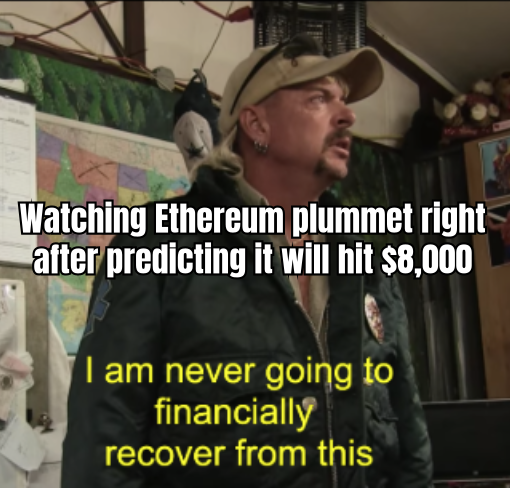 Watching Ethereum plummet right
after predicting it will hit $8,000
I am never going to
financially
recover from this